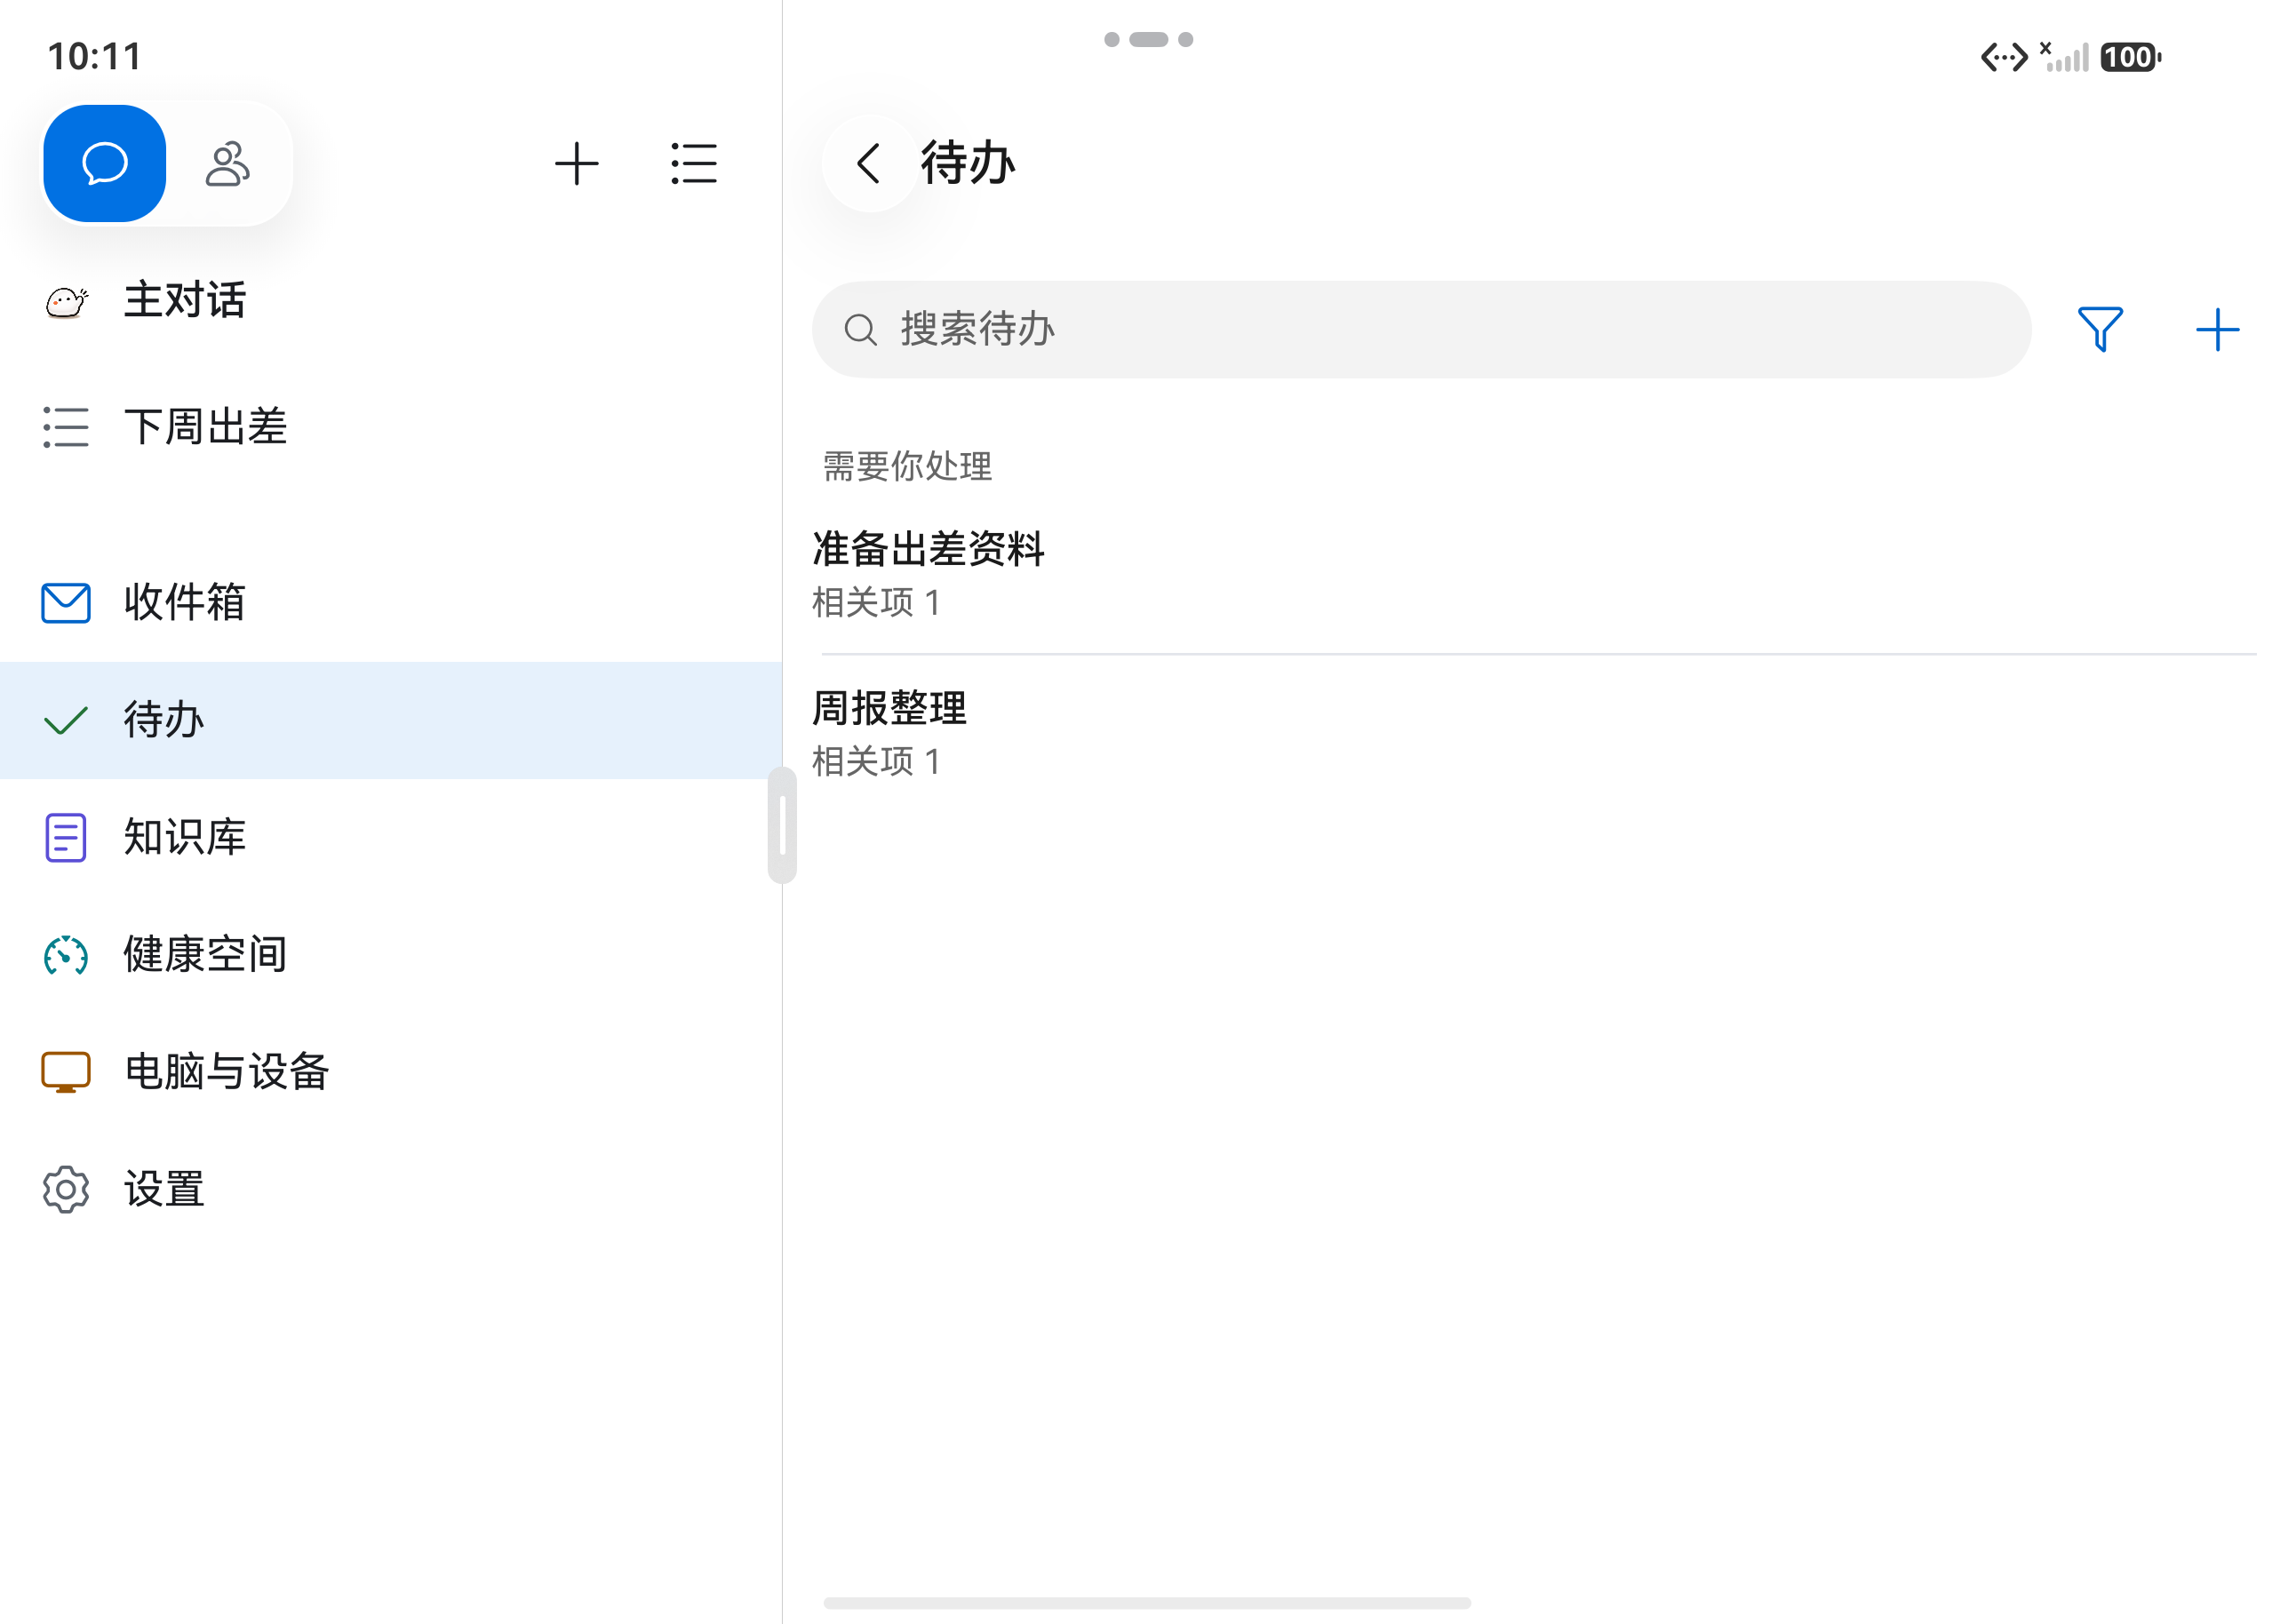 10:11
100
主对话
下周出差
收件箱
待办
知识库
健康空间
电脑与设备
设置
待办
搜索待办
需要你处理
准备出差资料
相关项 1
周报整理
相关项 1